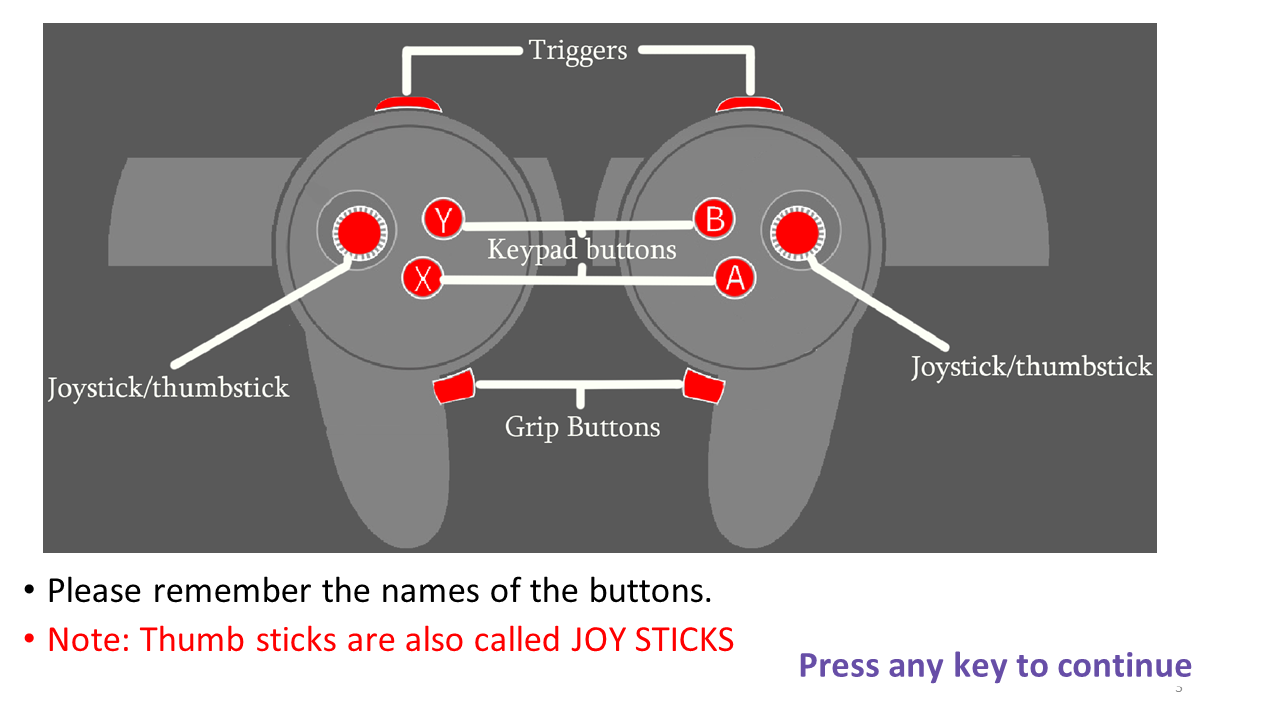 Triggers
Y
B
Keypad buttons
X
A
Joystick/thumbstick
Joystick/thumbstick
Grip Buttons
• Please remember the names of the buttons.
• Note: Thumb sticks are also called JOY STICKS
Press any key to continue